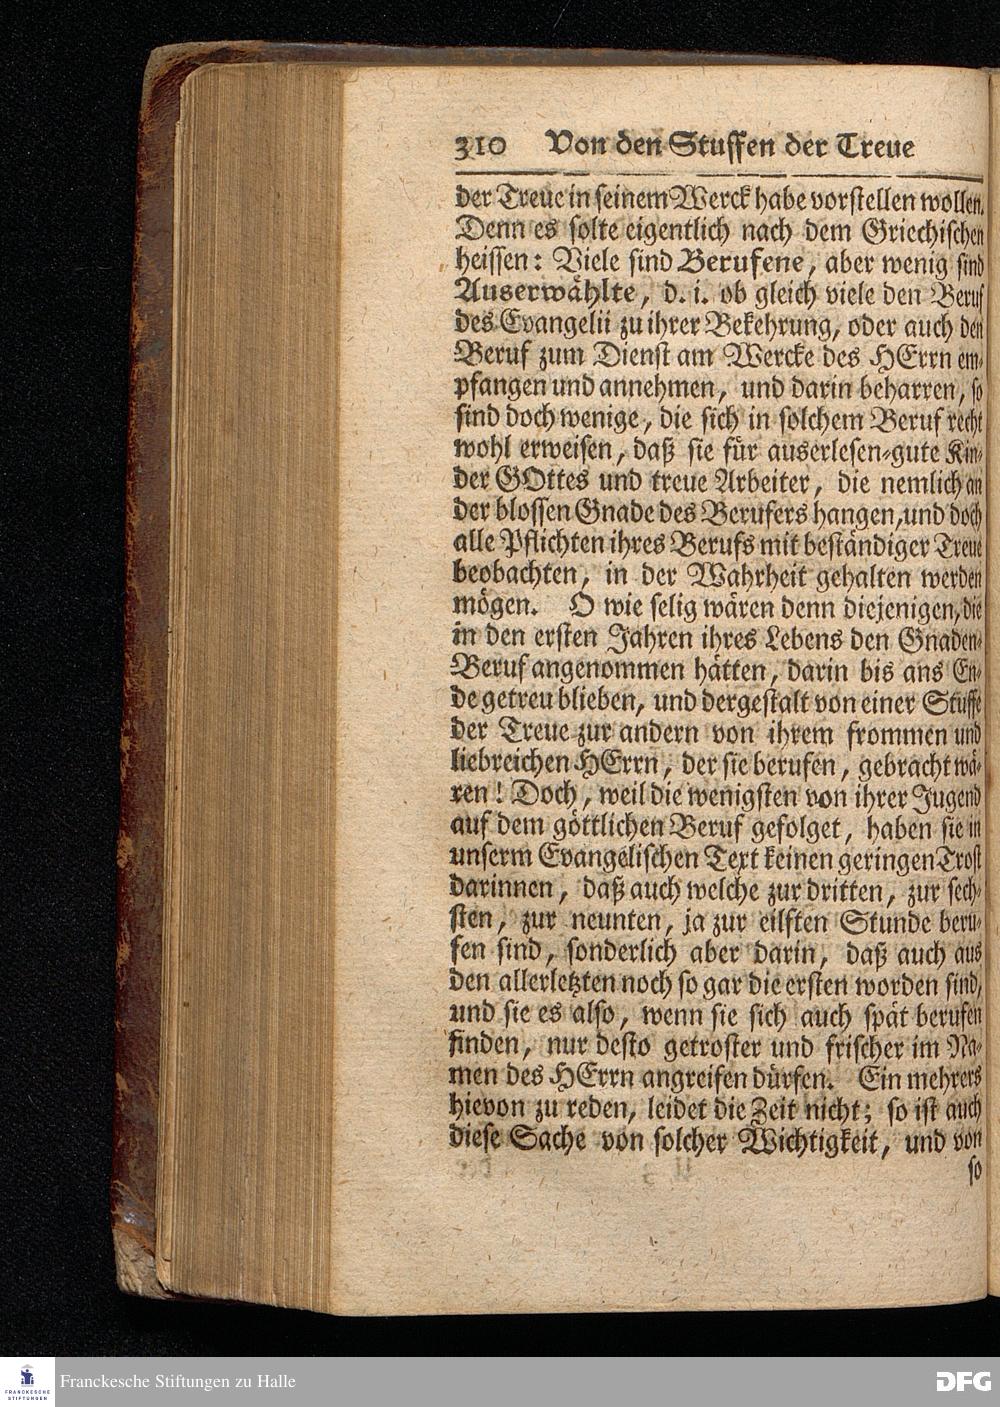 310 Von den Stuffen der Treue
der Treue in seinem Werck habe vorstellen wollen.
Denn es solte eigentlich nach dem Griechischen
heissen: Viele sind Berufene, aber wenig sind
Auserwählte, d. i. ob gleich viele den Beruf
des Evangelii zu ihrer Bekehrung, oder auch den
Beruf zum Dienst am Wercke des HErrn em-
pfangen und annehmen, und darin beharren, so
sind doch wenige, die sich in solchem Beruf recht
wohl erweisen, daß sie für auserlesen-gute Kin-
der GOttes und treue Arbeiter, die nemlich an
der blossen Gnade des Berufers hangen, und doch
alle Pflichten ihres Berufs mit beständiger Treue
beobachten, in der Wahrheit gehalten werden
mögen. O wie selig wären denn diejenigen, die
in den ersten Jahren ihres Lebens den Gnaden-
Beruf angenommen hätten, darin bis ans En-
de getreu blieben, und dergestalt von einer Stuffe
der Treue zur andern von ihrem frommen und
liebreichen HErrn, der sie berufen, gebracht wä-
ren! Doch, weil die wenigsten von ihrer Jugend
auf dem göttlichen Beruf gefolget, haben sie in
unserm Evangelischen Text keinen geringen Trost
darinnen, daß auch welche zur dritten, zur sech-
sten, zur neunten, ja zur eilften Stunde beru-
fen sind, sonderlich aber darin, daß auch aus
den allerletzten noch so gar die ersten worden sind,
und sie es also, wenn sie sich auch spät berufen
finden, nur desto getroster und frischer im Na-
men des HErrn angreifen dürfen. Ein mehrers
hievon zu reden, leidet die Zeit nicht; so ist auch
diese Sache von solcher Wichtigkeit, und von
so
FRANCKESCHE
STIFTUNGEN
Franckesche Stiftungen zu Halle
DFG